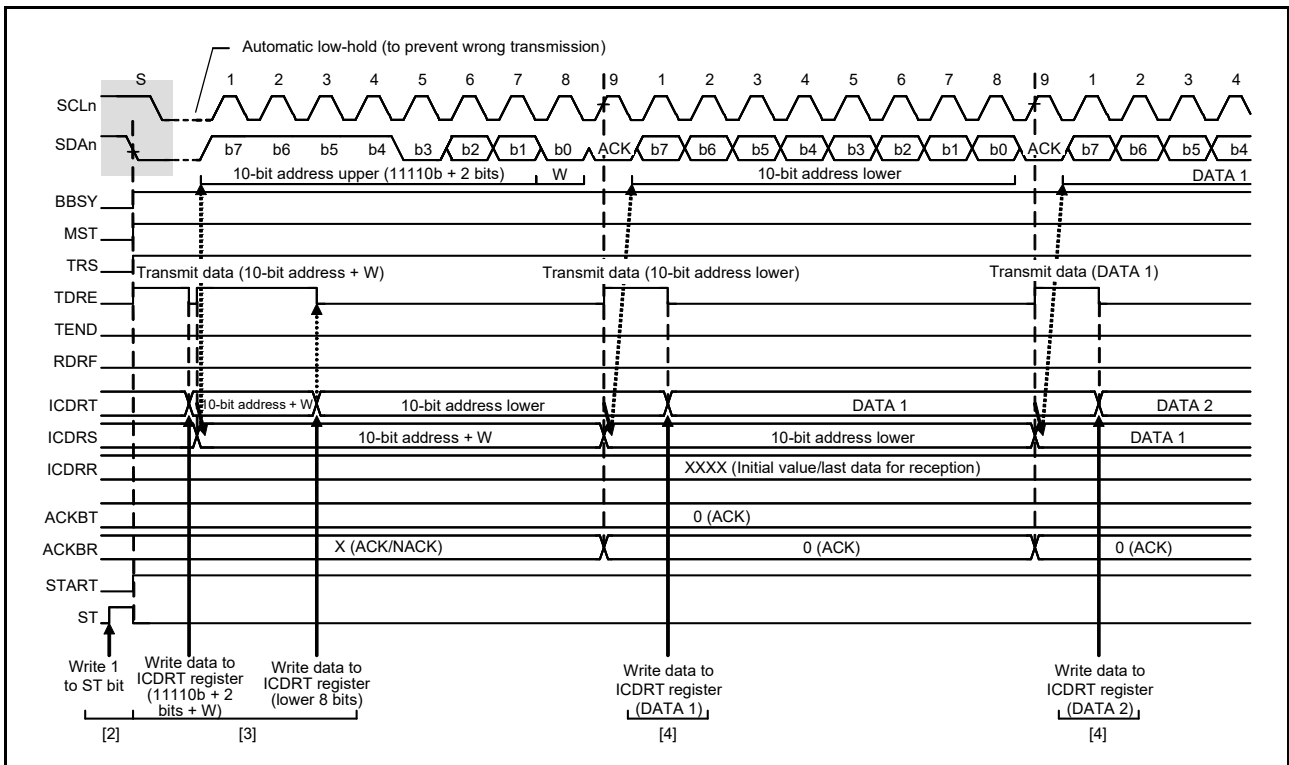 Automatic low-hold (to prevent wrong transmission)
S 1 2 3 4 5 6 7 8 9 1 2 3 4 5 6 7 8 9 1 2 3 4
SCLn
SDAn b7 b6 b5 b4 b3 b2 b1 b0 ACK b7 b6 b5 b4 b3 b2 b1 b0 ACK b7 b6 b5 b4
10-bit address upper (11110b + 2 bits) W 10-bit address lower DATA 1
BBSY
MST
TRS
Transmit data (10-bit address + W) Transmit data (10-bit address lower) Transmit data (DATA 1)
TDRE
TEND
RDRF
ICDRT 10-bit address + W 10-bit address lower DATA 1 DATA 2
ICDRS 10-bit address + W 10-bit address lower DATA 1
ICDRR XXXX (Initial value/last data for reception)
ACKBT 0 (ACK)
ACKBR X (ACK/NACK) 0 (ACK) 0 (ACK)
START
ST
Write 1
to ST bit
Write data to
ICDRT register
(11110b + 2
bits + W)
Write data to
ICDRT register
(lower 8 bits)
Write data to
ICDRT register
(DATA 1)
Write data to
ICDRT register
(DATA 2)
[2] [3] [4] [4]